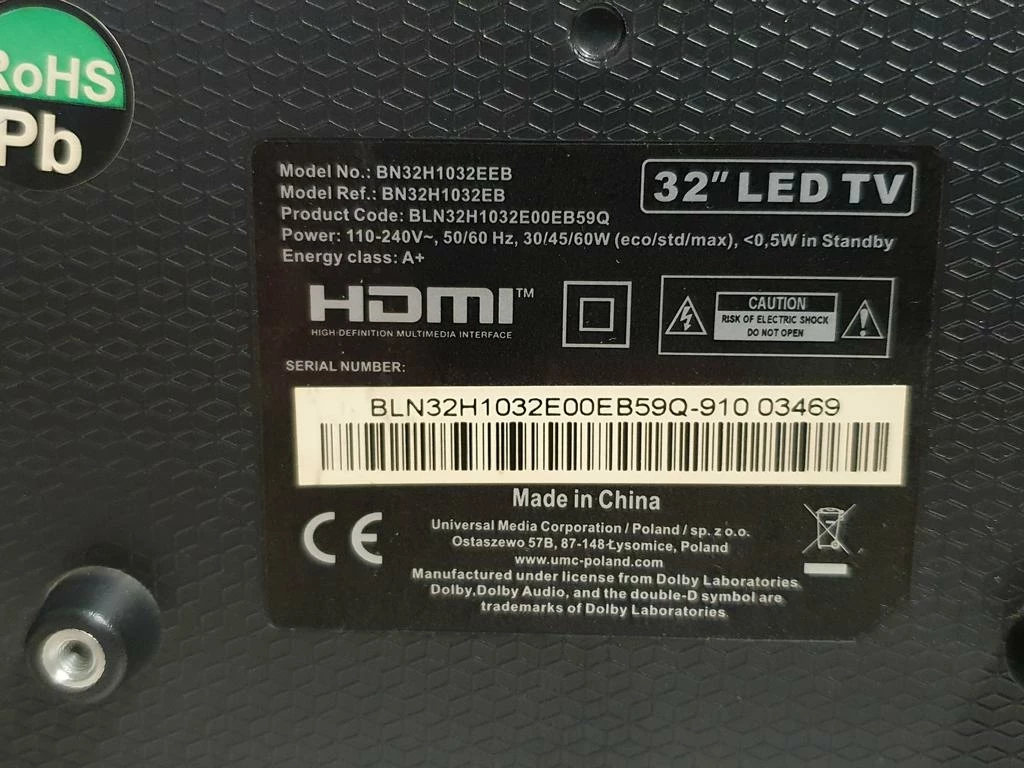 RoHS
Pb
Model No.: BN32H1032EEB
Model Ref.: BN32H1032EB
Product Code: BLN32H1032E00EB59Q
Power: 110-240V~, 50/60 Hz, 30/45/60W (eco/std/max), <0,5W in Standby
Energy class: A+
32" LED TV
HDMI™
HIGH-DEFINITION MULTIMEDIA INTERFACE
CAUTION
RISK OF ELECTRIC SHOCK
DO NOT OPEN
SERIAL NUMBER:
BLN32H1032E00EB59Q-910 03469
Made in China
CE
Universal Media Corporation / Poland / sp. z o.o.
Ostaszewo 57B, 87-148 Łysomice, Poland
www.umc-poland.com
Manufactured under license from Dolby Laboratories
Dolby,Dolby Audio, and the double-D symbol are
trademarks of Dolby Laboratories